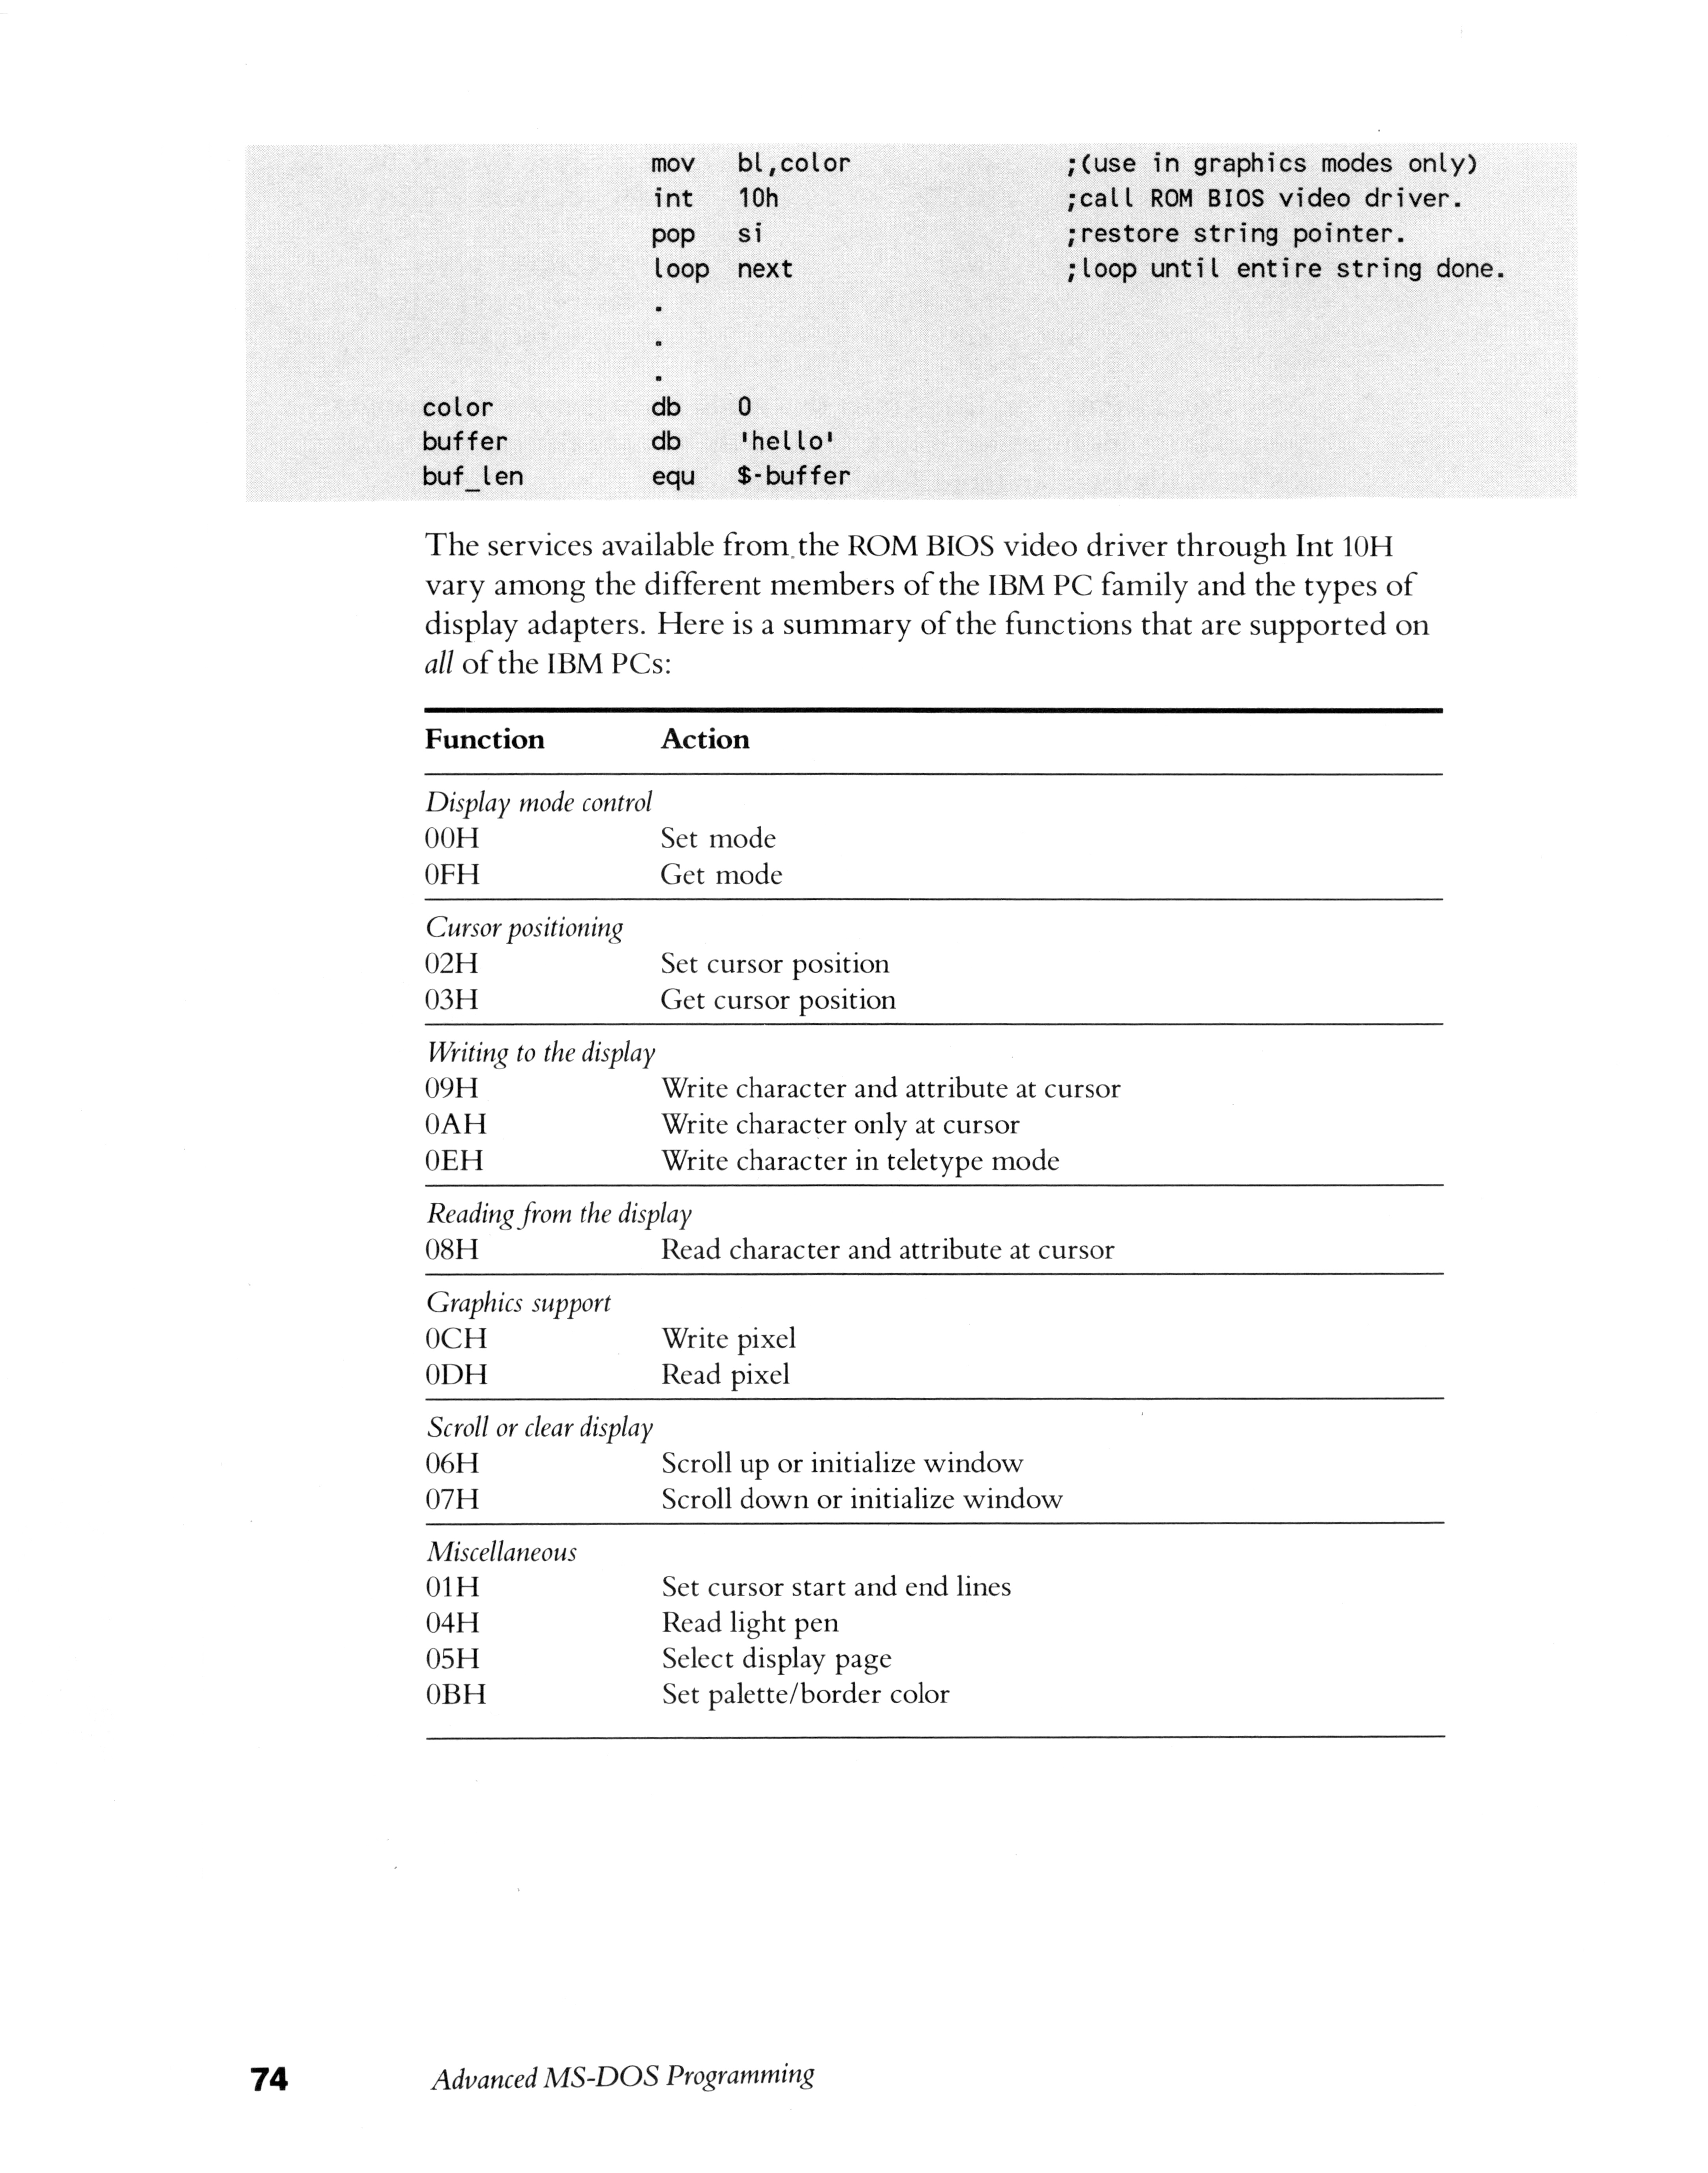 mov bl,color ;(use in graphics modes only)
int 10h ;call ROM BIOS video driver.
pop si ;restore string pointer.
loop next ;loop until entire string done.
.
.
.
color db 0
buffer db 'hello'
buf_len equ $-buffer
The services available from the ROM BIOS video driver through Int 10H
vary among the different members of the IBM PC family and the types of
display adapters. Here is a summary of the functions that are supported on
all of the IBM PCs:
Function Action
Display mode control
00H Set mode
0FH Get mode
Cursor positioning
02H Set cursor position
03H Get cursor position
Writing to the display
09H Write character and attribute at cursor
0AH Write character only at cursor
0EH Write character in teletype mode
Reading from the display
08H Read character and attribute at cursor
Graphics support
0CH Write pixel
0DH Read pixel
Scroll or clear display
06H Scroll up or initialize window
07H Scroll down or initialize window
Miscellaneous
01H Set cursor start and end lines
04H Read light pen
05H Select display page
0BH Set palette/border color
74 Advanced MS-DOS Programming